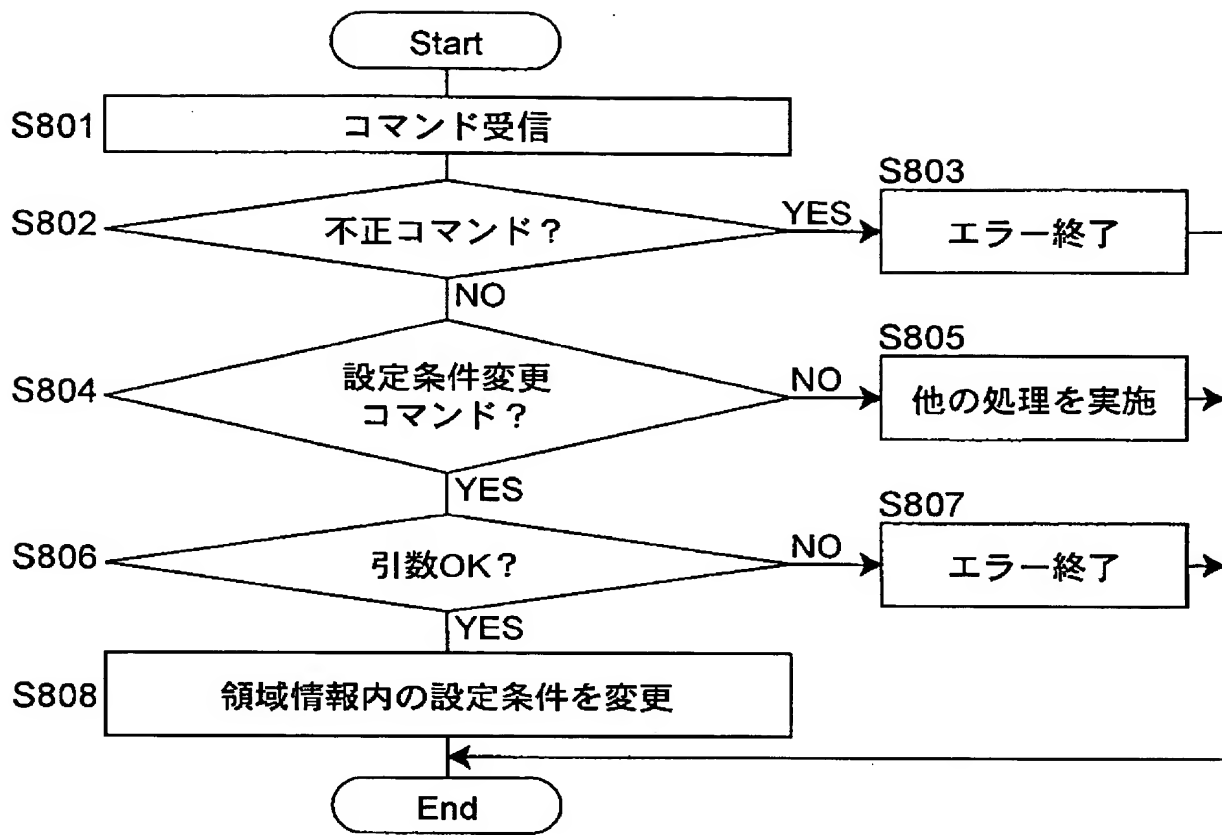 Start
S801
コマンド受信
S802
不正コマンド？
YES
S803
エラー終了
NO
S804
設定条件変更
コマンド？
NO
S805
他の処理を実施
YES
S806
引数OK？
NO
S807
エラー終了
YES
S808
領域情報内の設定条件を変更
End